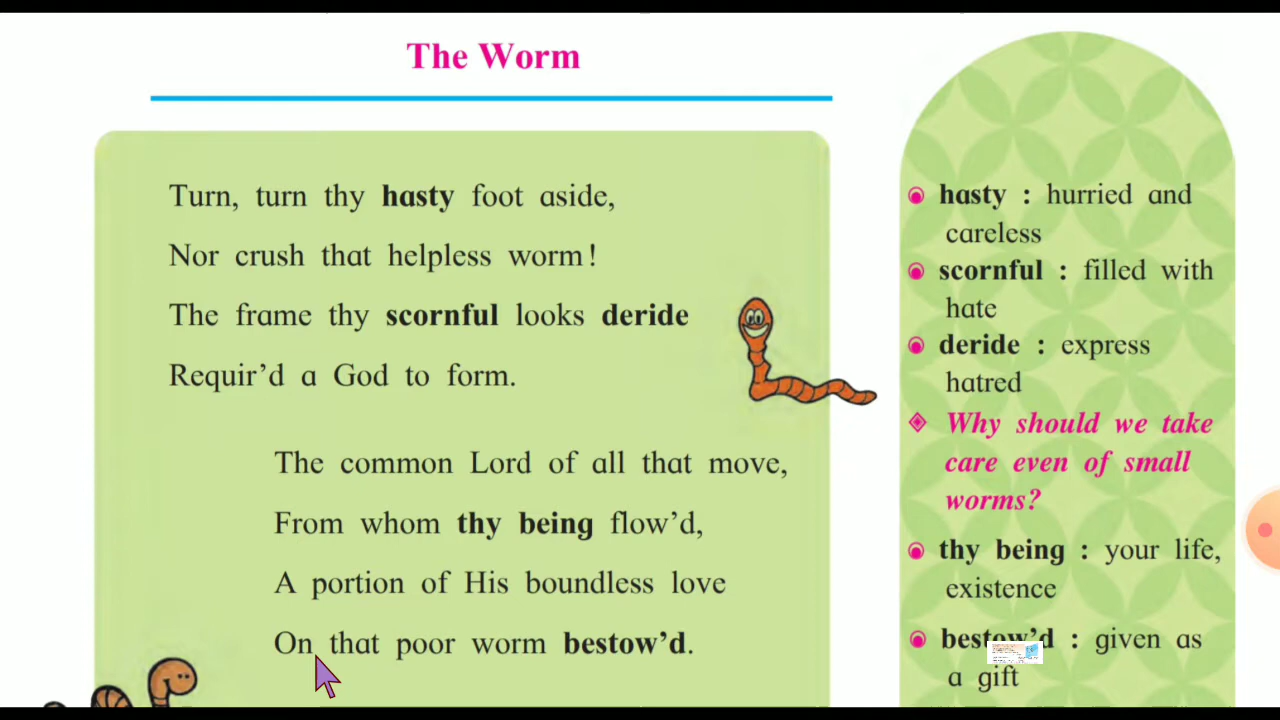 The Worm
Turn, turn thy hasty foot aside,
Nor crush that helpless worm!
The frame thy scornful looks deride
Requir'd a God to form.
The common Lord of all that move,
From whom thy being flow'd,
A portion of His boundless love
On that poor worm bestow'd.
hasty : hurried and
careless
scornful : filled with
hate
deride : express
hatred
Why should we take
care even of small
worms?
thy being : your life,
existence
bestow'd : given as
a gift